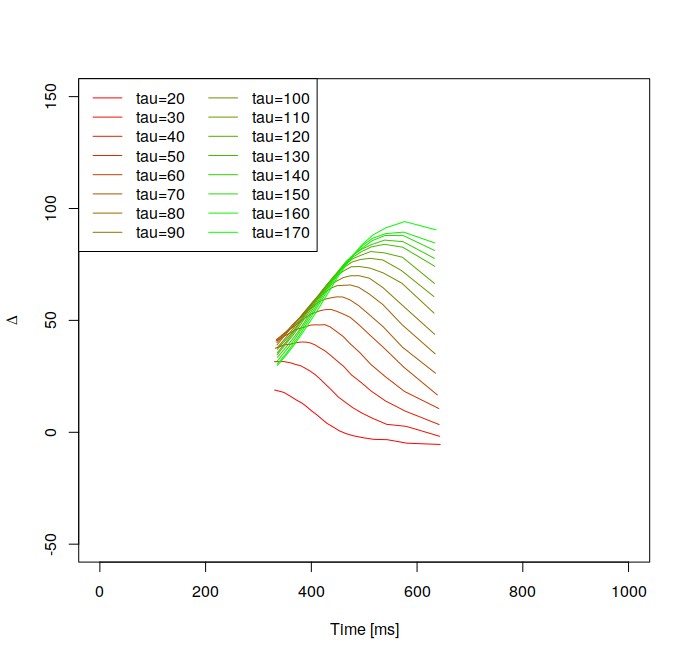 tau=20 tau=100
tau=30 tau=110
tau=40 tau=120
tau=50 tau=130
tau=60 tau=140
tau=70 tau=150
tau=80 tau=160
tau=90 tau=170
150
100
50
0
-50
Δ
0 200 400 600 800 1000
TIme [ms]